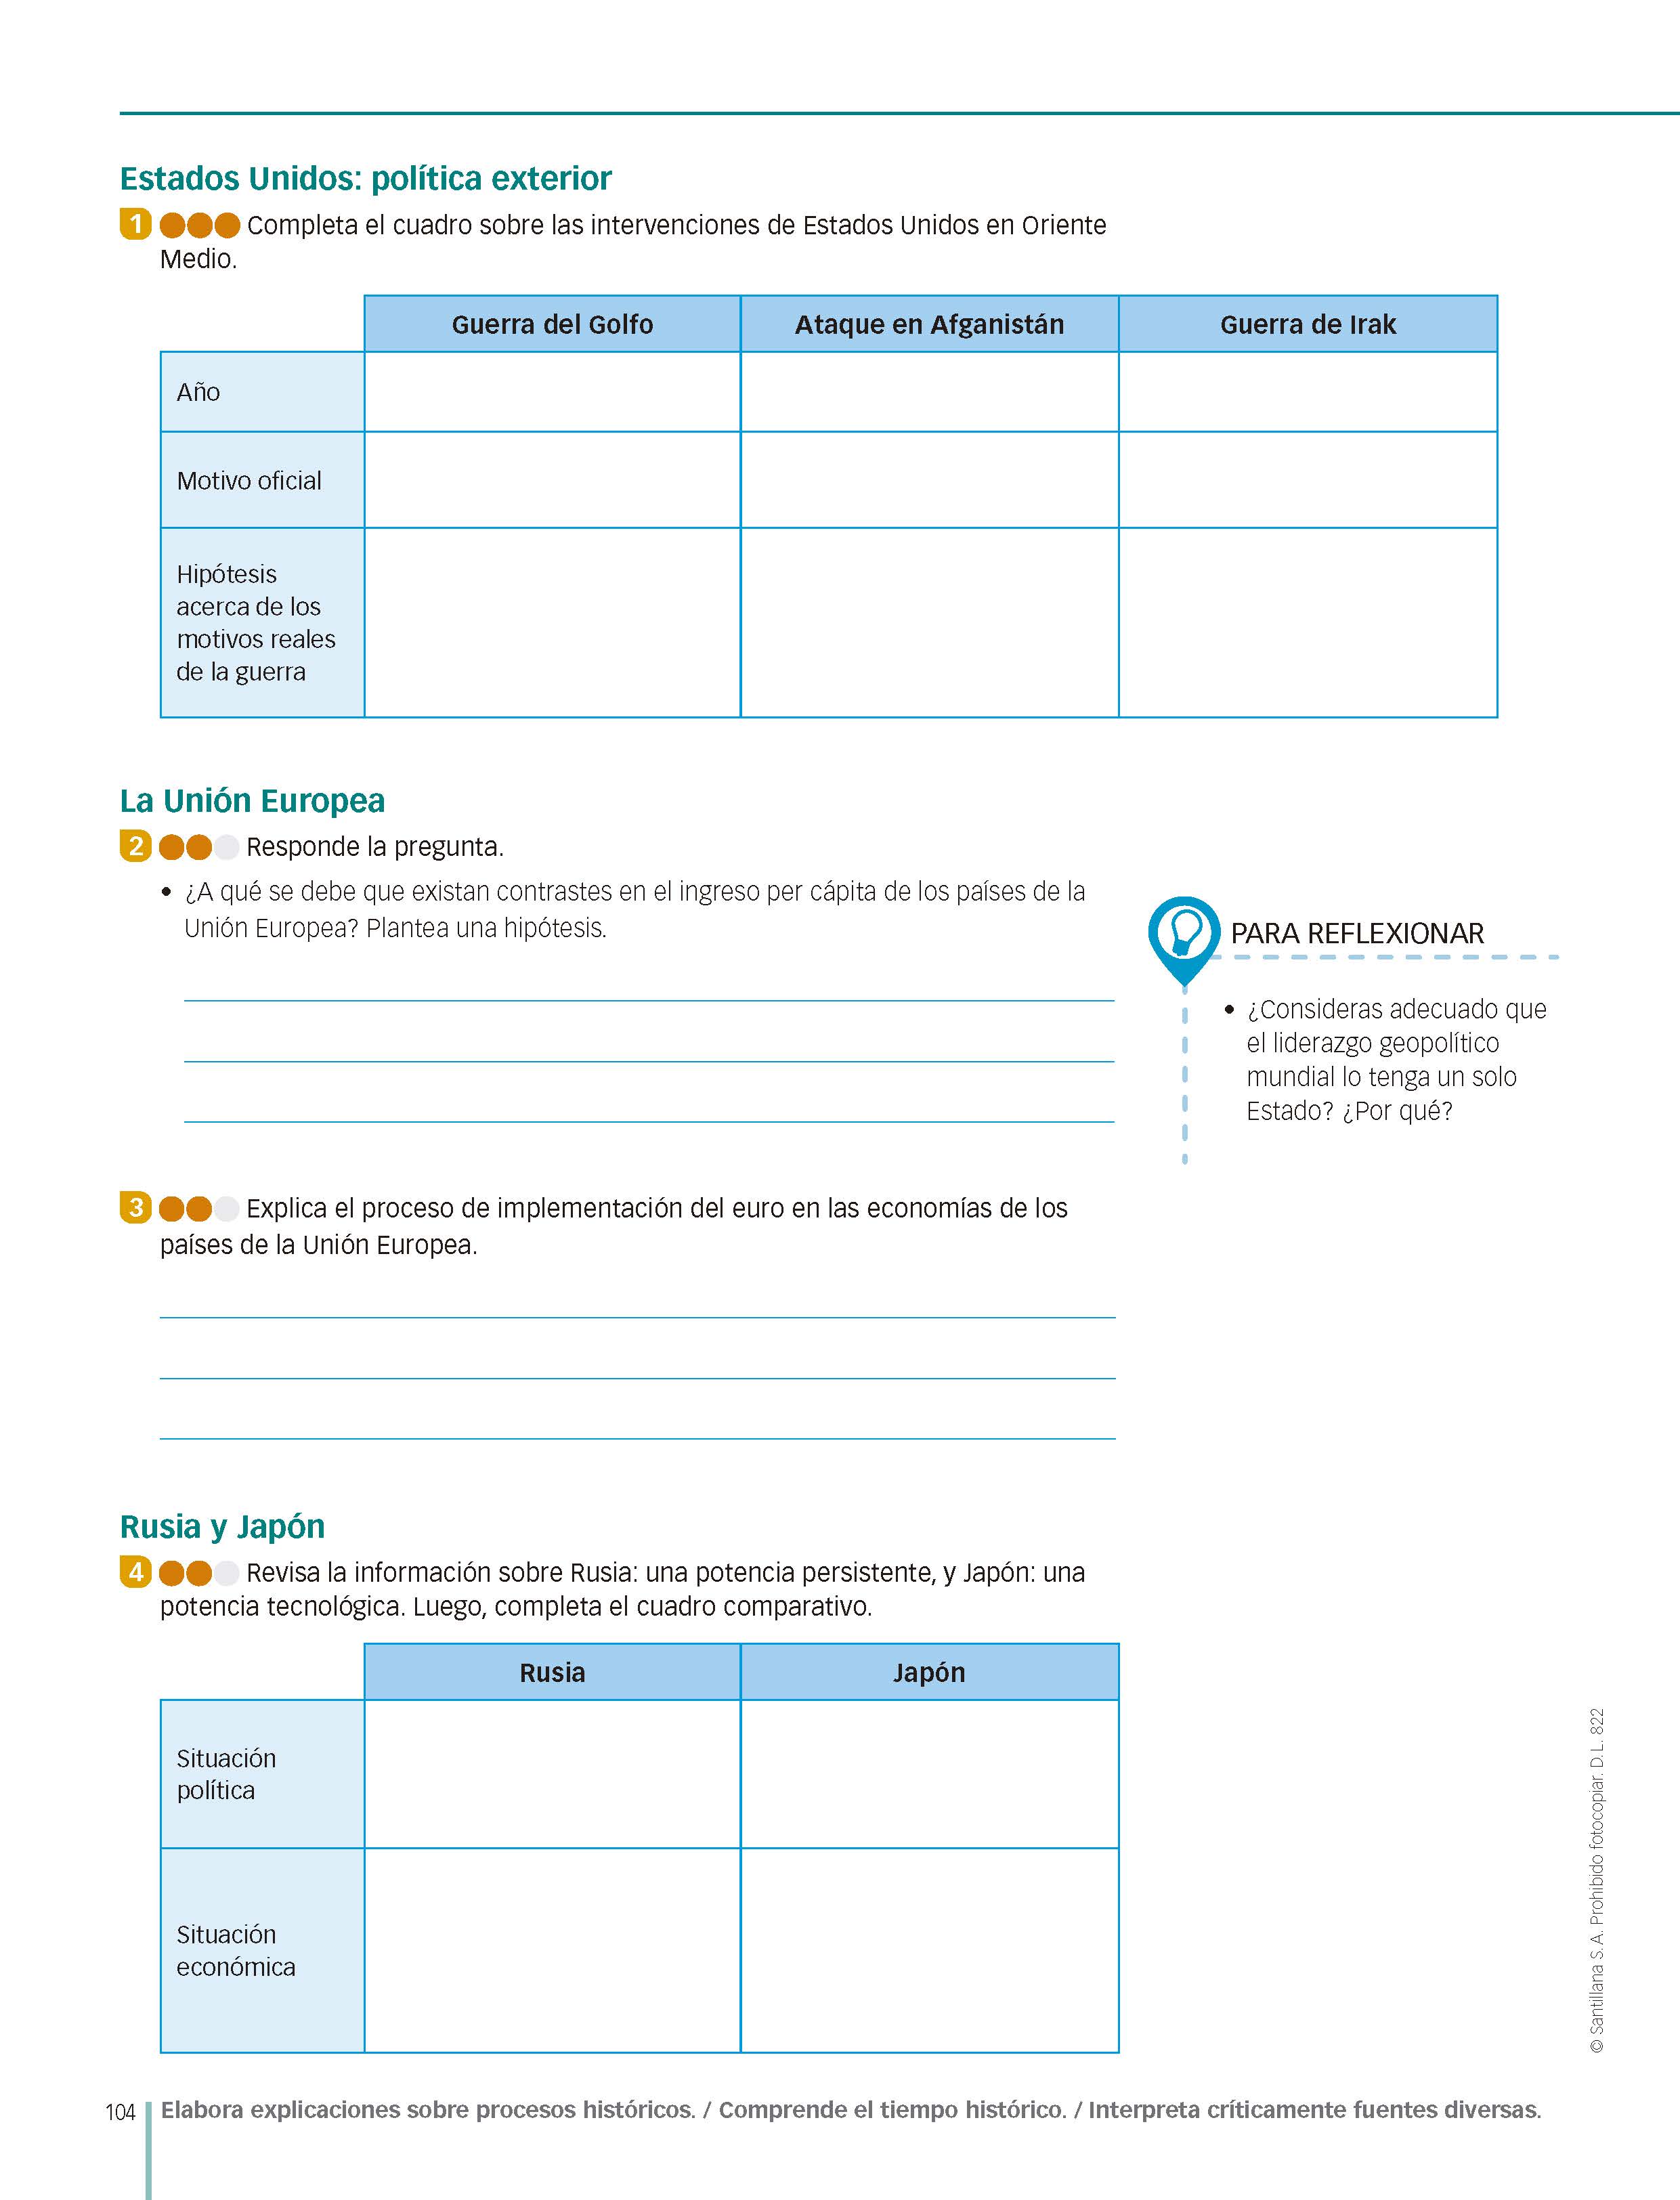 Estados Unidos: política exterior
1 Completa el cuadro sobre las intervenciones de Estados Unidos en Oriente
Medio.
Guerra del Golfo Ataque en Afganistán Guerra de Irak
Año
Motivo oficial
Hipótesis
acerca de los
motivos reales
de la guerra
La Unión Europea
2 Responde la pregunta.
• ¿A qué se debe que existan contrastes en el ingreso per cápita de los países de la
Unión Europea? Plantea una hipótesis.
PARA REFLEXIONAR
• ¿Consideras adecuado que
el liderazgo geopolítico
mundial lo tenga un solo
Estado? ¿Por qué?
3 Explica el proceso de implementación del euro en las economías de los
países de la Unión Europea.
Rusia y Japón
4 Revisa la información sobre Rusia: una potencia persistente, y Japón: una
potencia tecnológica. Luego, completa el cuadro comparativo.
Rusia Japón
Situación
política
Situación
económica
© Santillana S. A. Prohibido fotocopiar. D. L. 822
104 Elabora explicaciones sobre procesos históricos. / Comprende el tiempo histórico. / Interpreta críticamente fuentes diversas.